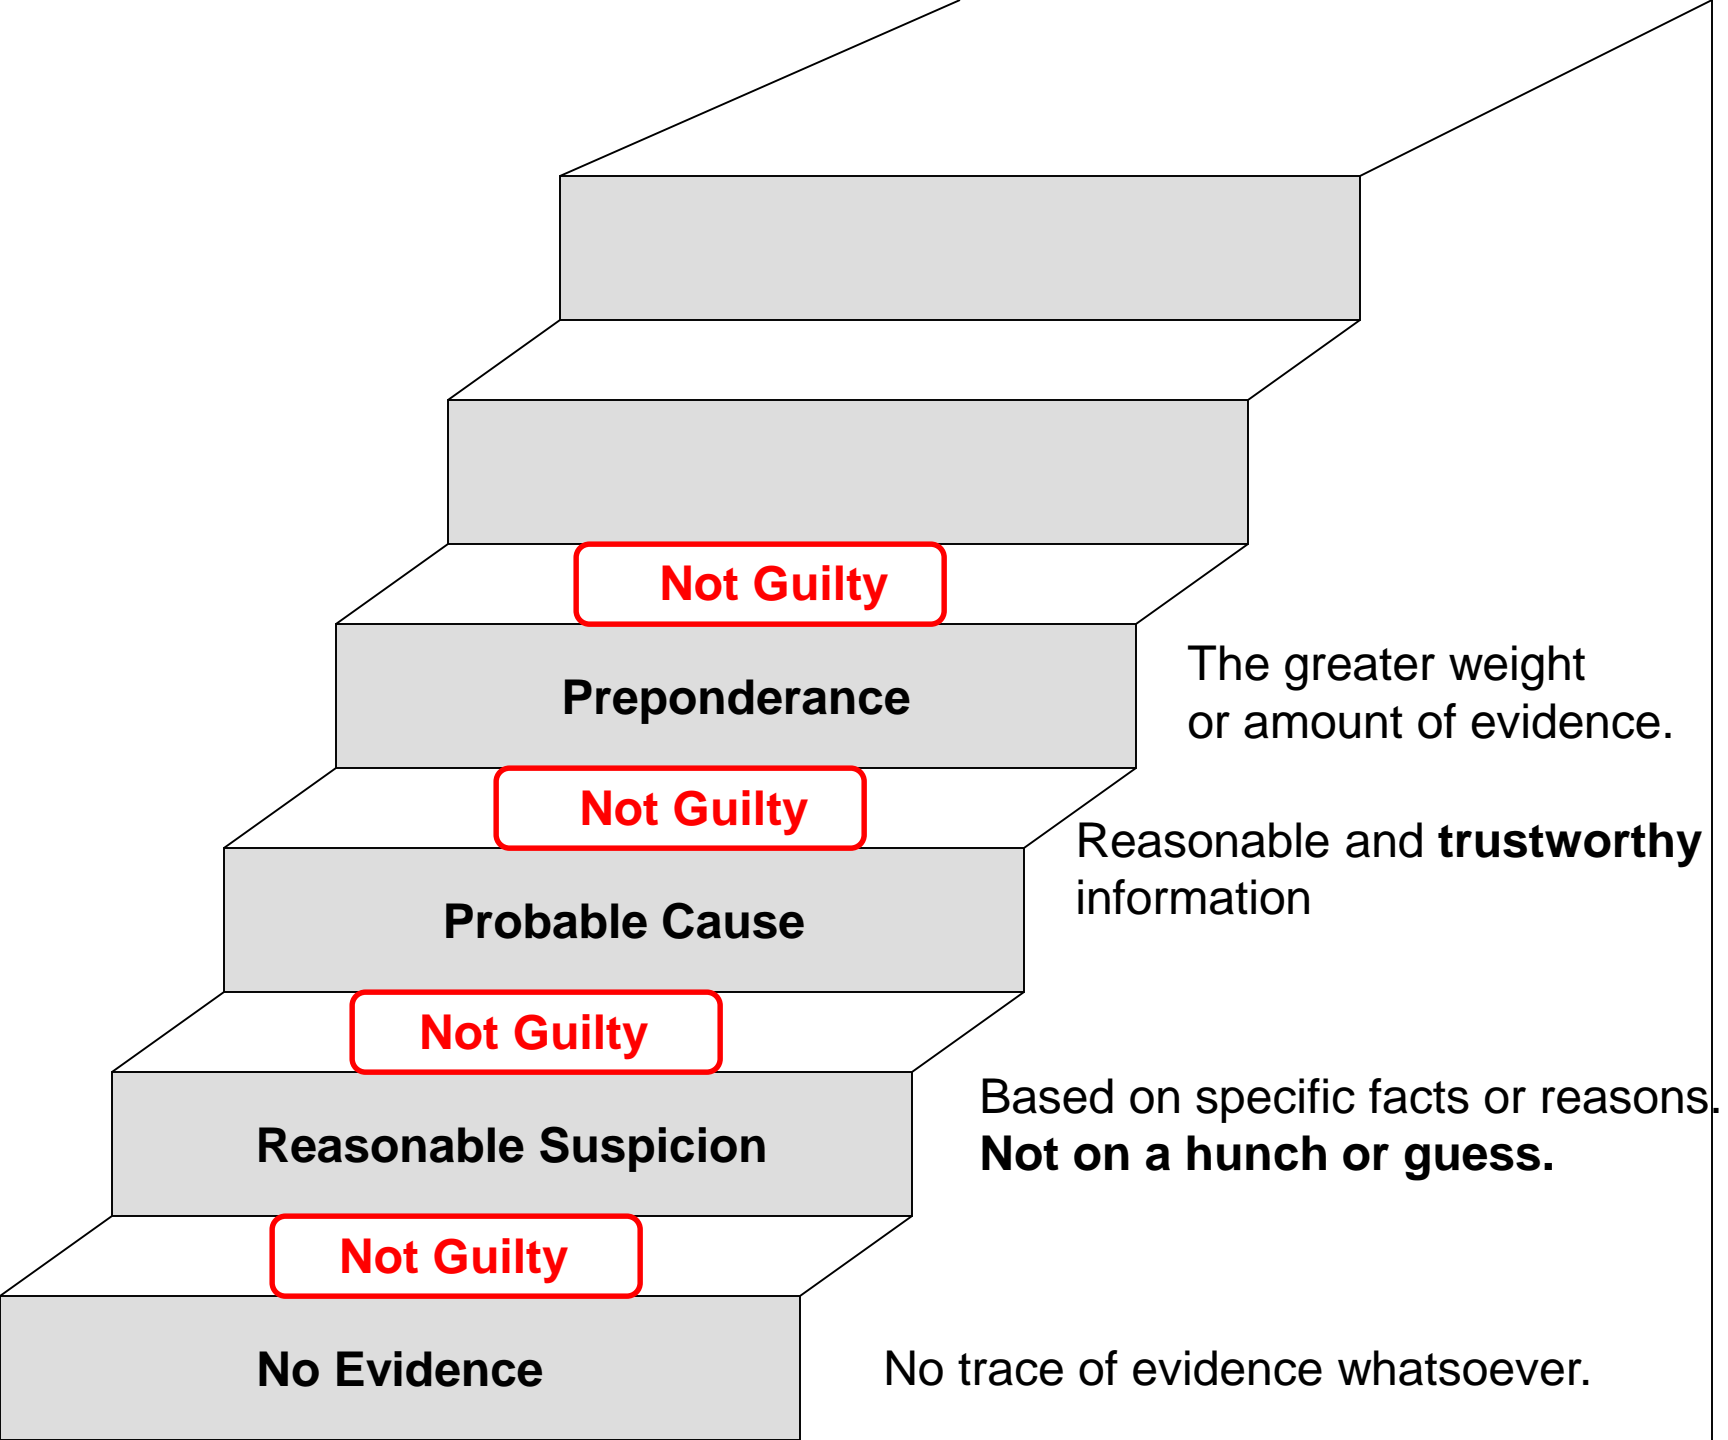 Not Guilty
Preponderance
The greater weight
or amount of evidence.
Not Guilty
Reasonable and trustworthy
information
Probable Cause
Not Guilty
Reasonable Suspicion
Based on specific facts or reasons.
Not on a hunch or guess.
Not Guilty
No Evidence
No trace of evidence whatsoever.